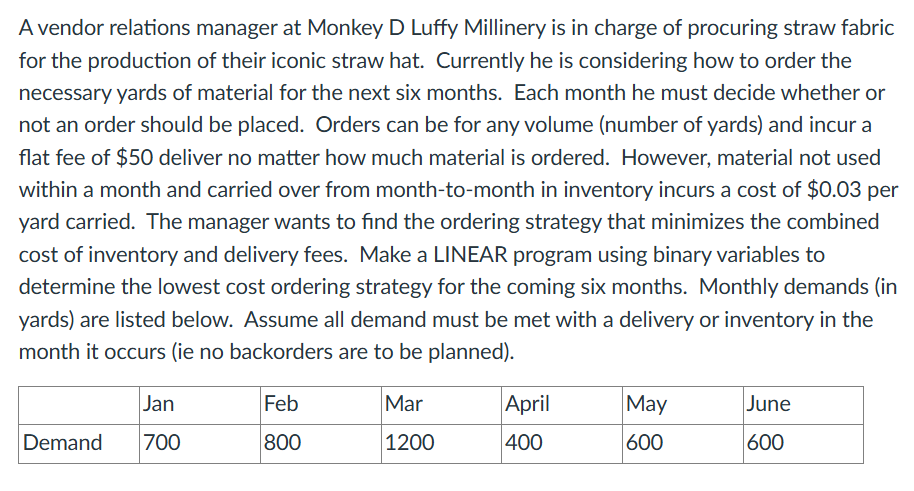 A vendor relations manager at Monkey D Luffy Millinery is in charge of procuring straw fabric
for the production of their iconic straw hat. Currently he is considering how to order the
necessary yards of material for the next six months. Each month he must decide whether or
not an order should be placed. Orders can be for any volume (number of yards) and incur a
flat fee of $50 deliver no matter how much material is ordered. However, material not used
within a month and carried over from month-to-month in inventory incurs a cost of $0.03 per
yard carried. The manager wants to find the ordering strategy that minimizes the combined
cost of inventory and delivery fees. Make a LINEAR program using binary variables to
determine the lowest cost ordering strategy for the coming six months. Monthly demands (in
yards) are listed below. Assume all demand must be met with a delivery or inventory in the
month it occurs (ie no backorders are to be planned).
Jan Feb Mar April May June
Demand 700 800 1200 400 600 600